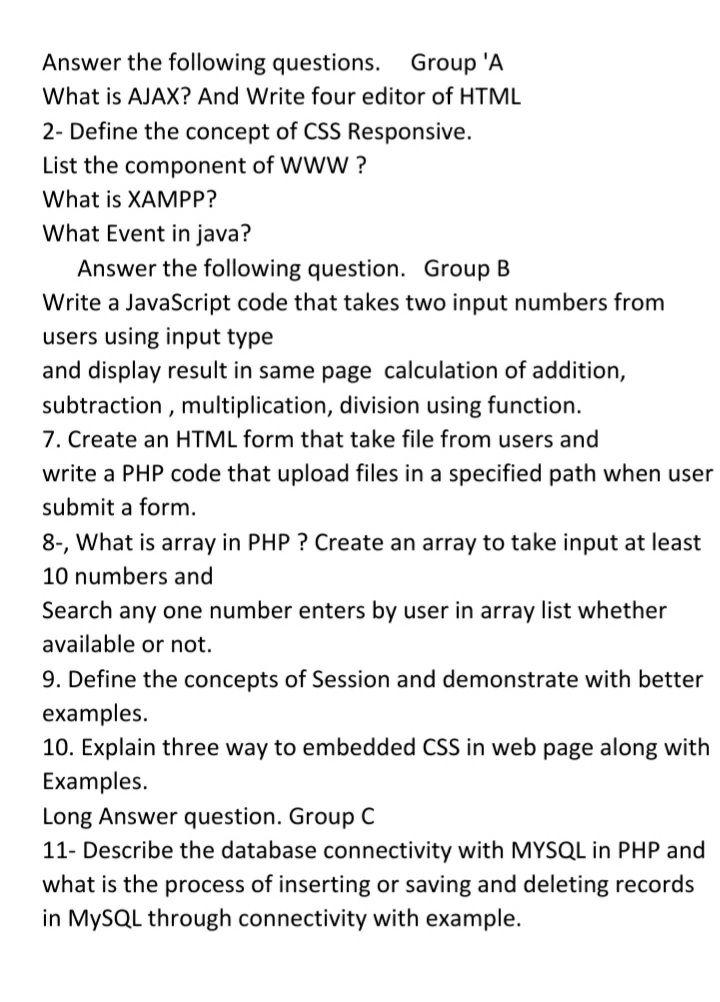 Answer the following questions. Group 'A
What is AJAX? And Write four editor of HTML
2- Define the concept of CSS Responsive.
List the component of WWW ?
What is XAMPP?
What Event in java?
Answer the following question. Group B
Write a JavaScript code that takes two input numbers from
users using input type
and display result in same page calculation of addition,
subtraction , multiplication, division using function.
7. Create an HTML form that take file from users and
write a PHP code that upload files in a specified path when user
submit a form.
8-, What is array in PHP ? Create an array to take input at least
10 numbers and
Search any one number enters by user in array list whether
available or not.
9. Define the concepts of Session and demonstrate with better
examples.
10. Explain three way to embedded CSS in web page along with
Examples.
Long Answer question. Group C
11- Describe the database connectivity with MYSQL in PHP and
what is the process of inserting or saving and deleting records
in MySQL through connectivity with example.